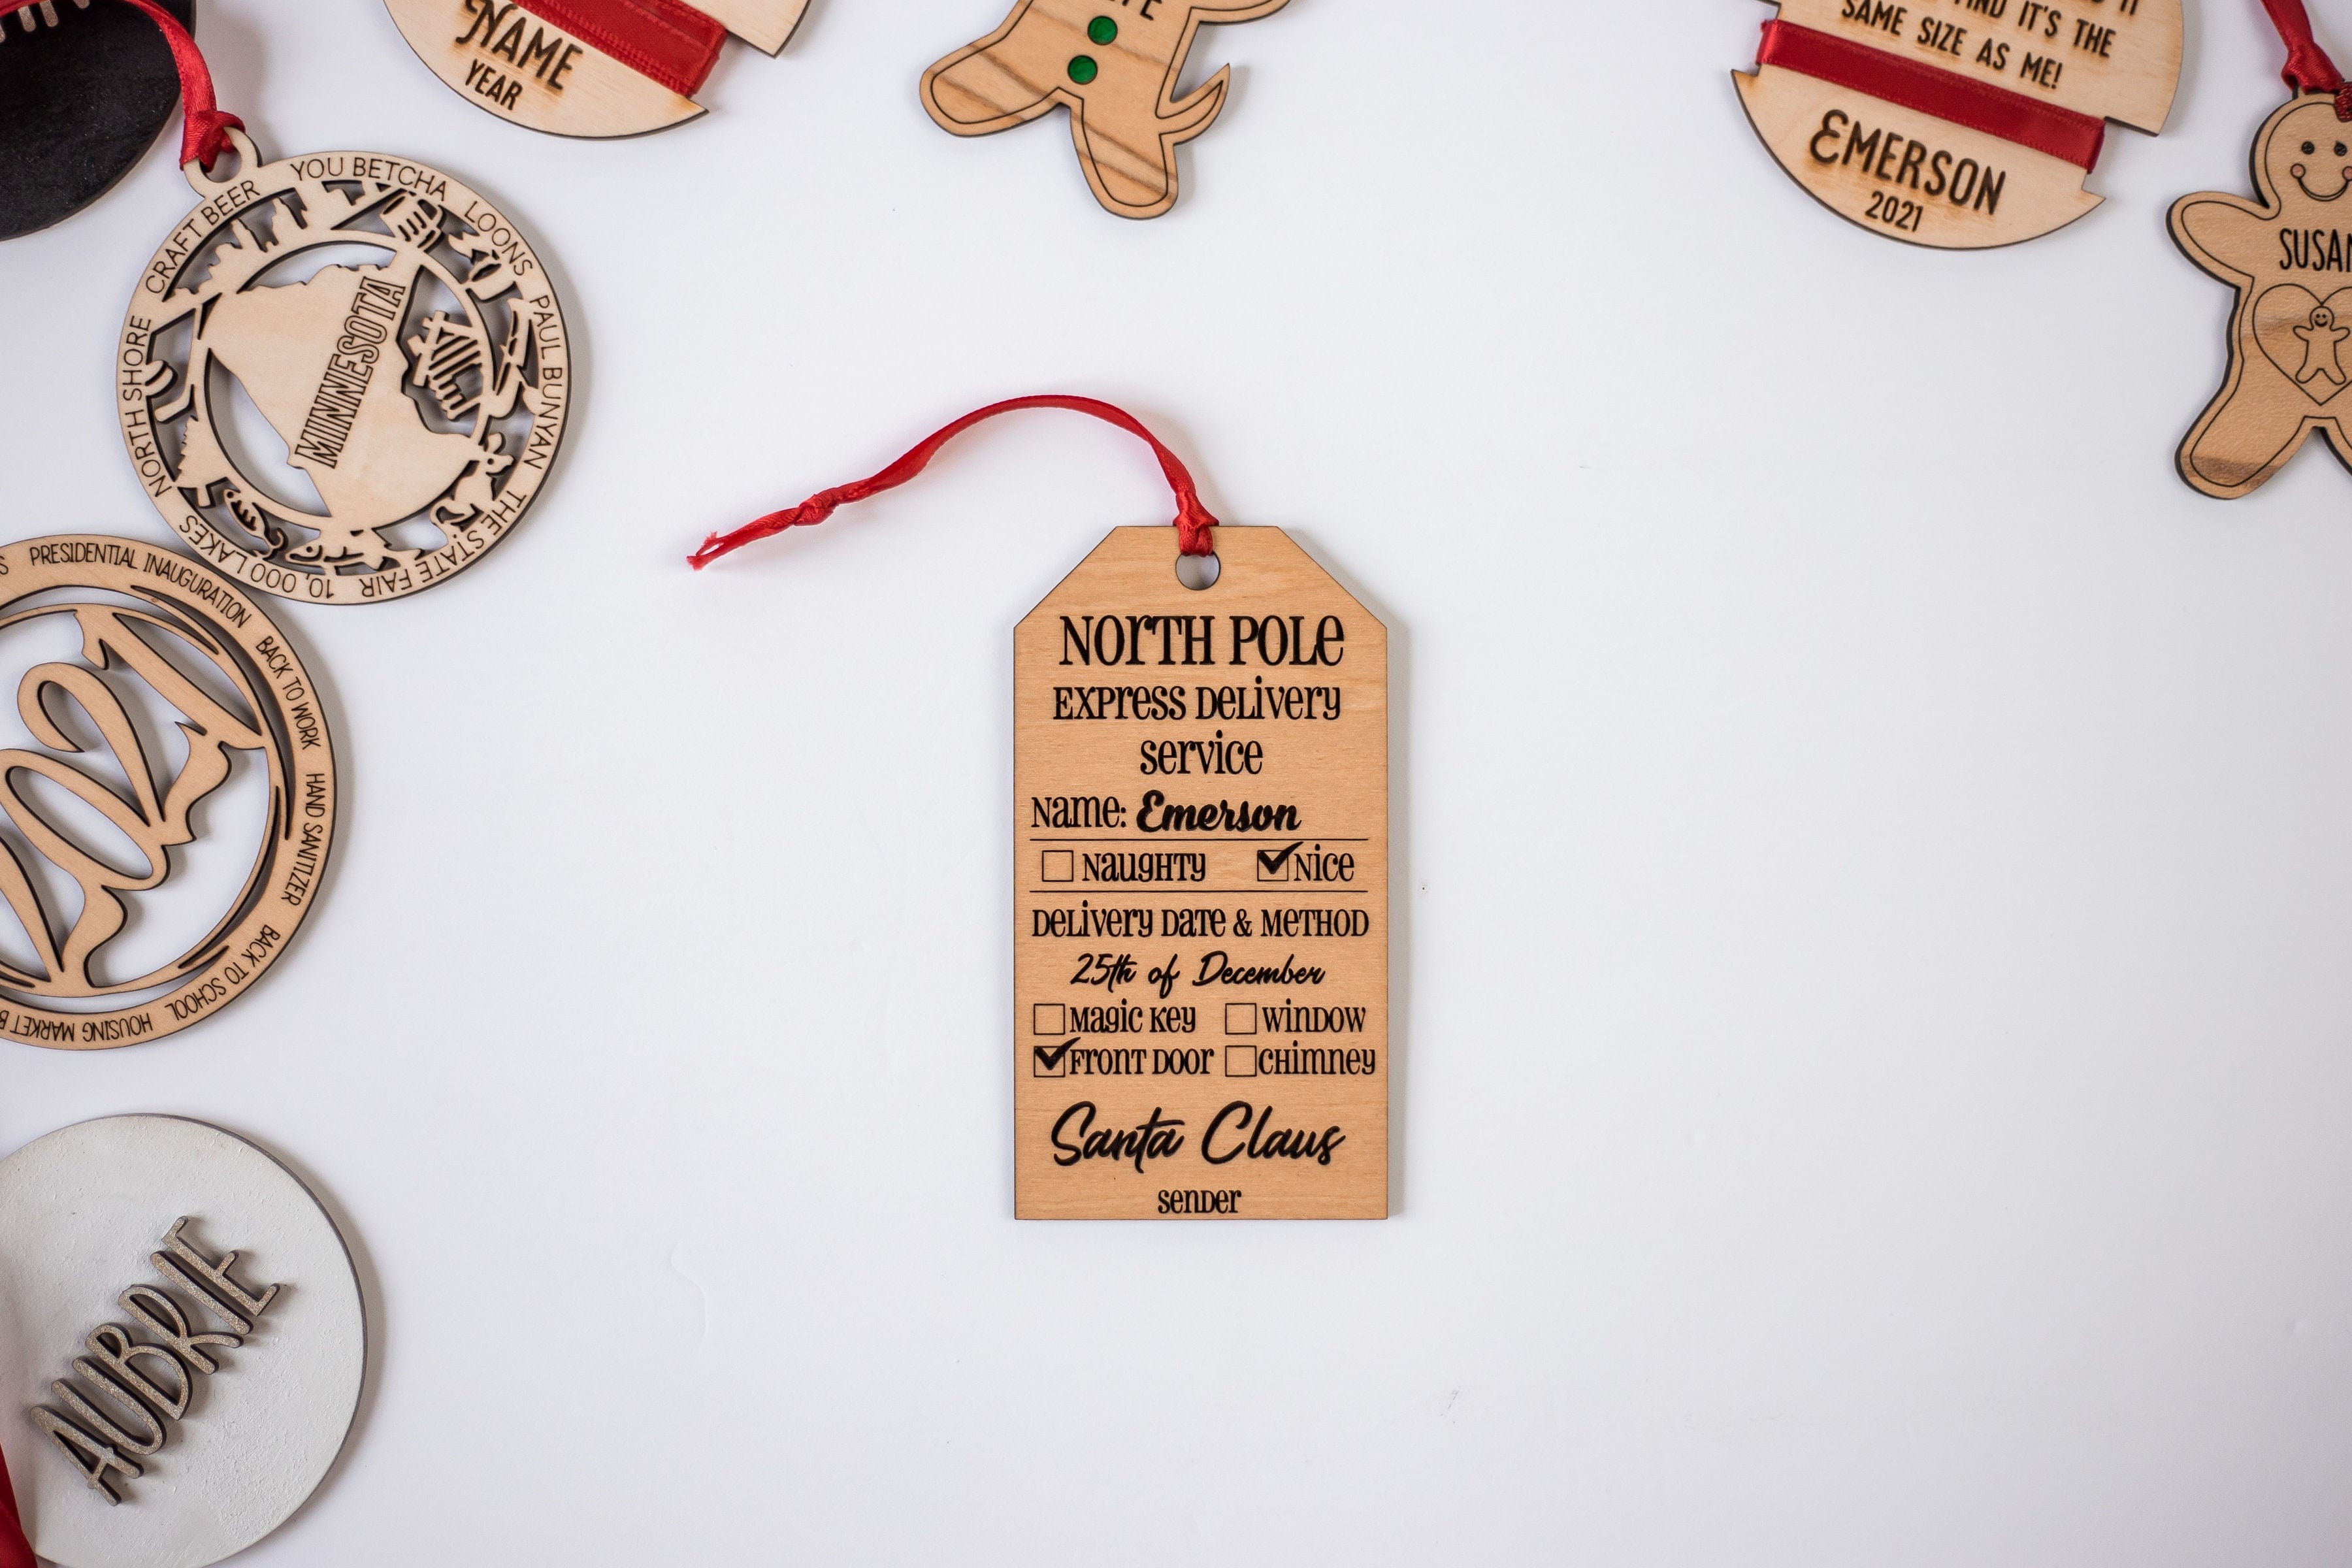 NAME
YEAR
IT'S THE
SAME SIZE AS ME!
EMERSON
2021
CRAFT BEER YOU BETCHA LOONS PAUL BUNYAN THE STATE FAIR 10,000 LAKES NORTH SHORE
MINNESOTA
PRESIDENTIAL INAUGURATION BACK TO WORK HAND SANITIZER BACK TO SCHOOL HOUSING MARKET
2021
AUBRIE
NORTH POLE
EXPRESS DELIVERY
SERVICE
NAME: Emerson
NAUGHTY NICE
DELIVERY DATE & METHOD
25th of December
MAGIC KEY WINDOW
FRONT DOOR CHIMNEY
Santa Claus
SENDER